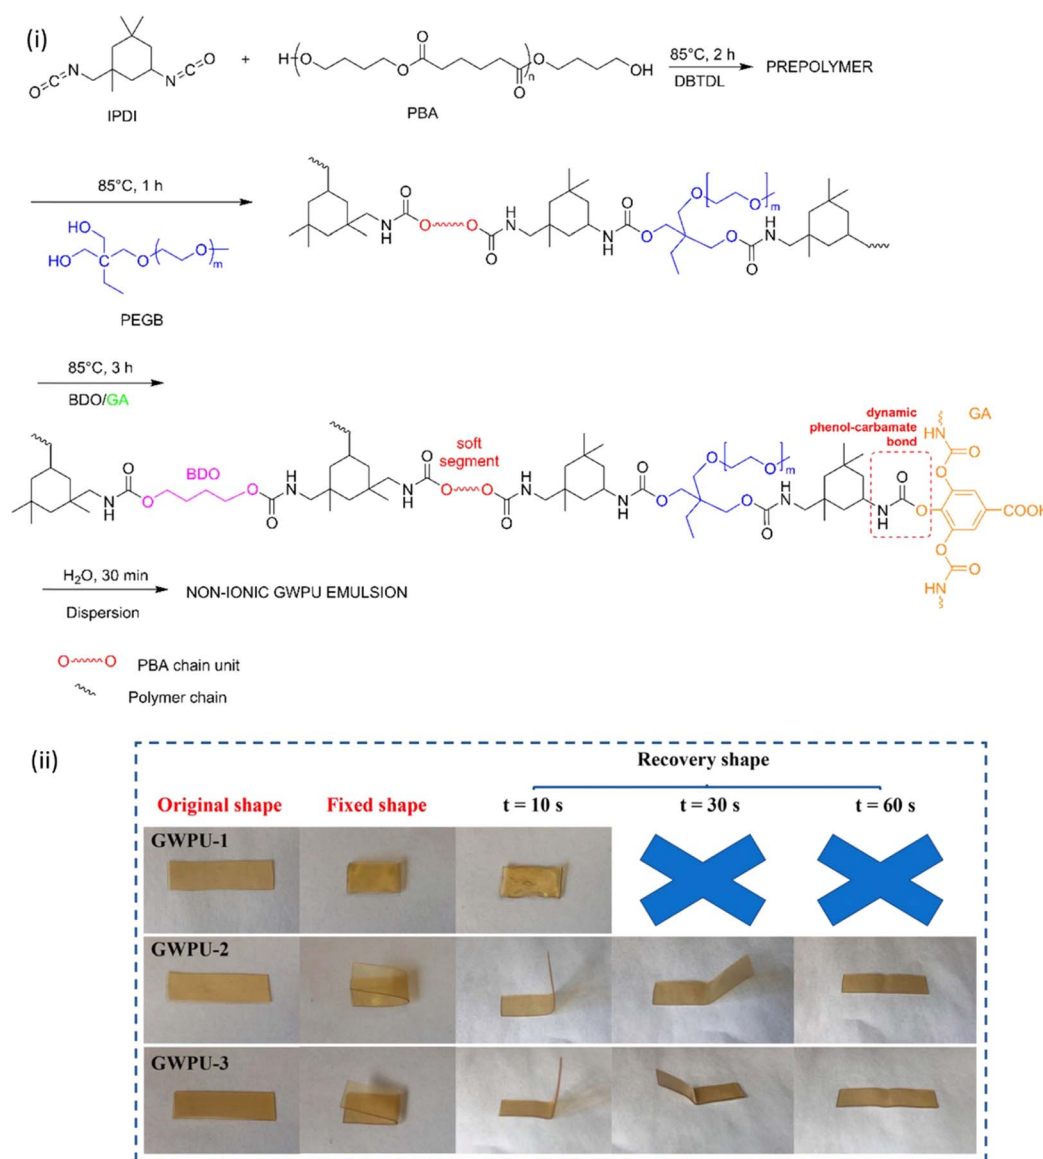 (i)
IPDI
+
PBA
85°C, 2 h
DBTDL
PREPOLYMER
85°C, 1 h
PEGB
85°C, 3 h
BDO/GA
BDO
soft
segment
dynamic
phenol-carbamate
bond
GA
COOH
H₂O, 30 min
Dispersion
NON-IONIC GWPU EMULSION
O O
PBA chain unit
Polymer chain
(ii)
Recovery shape
Original shape
Fixed shape
t = 10 s
t = 30 s
t = 60 s
GWPU-1
GWPU-2
GWPU-3